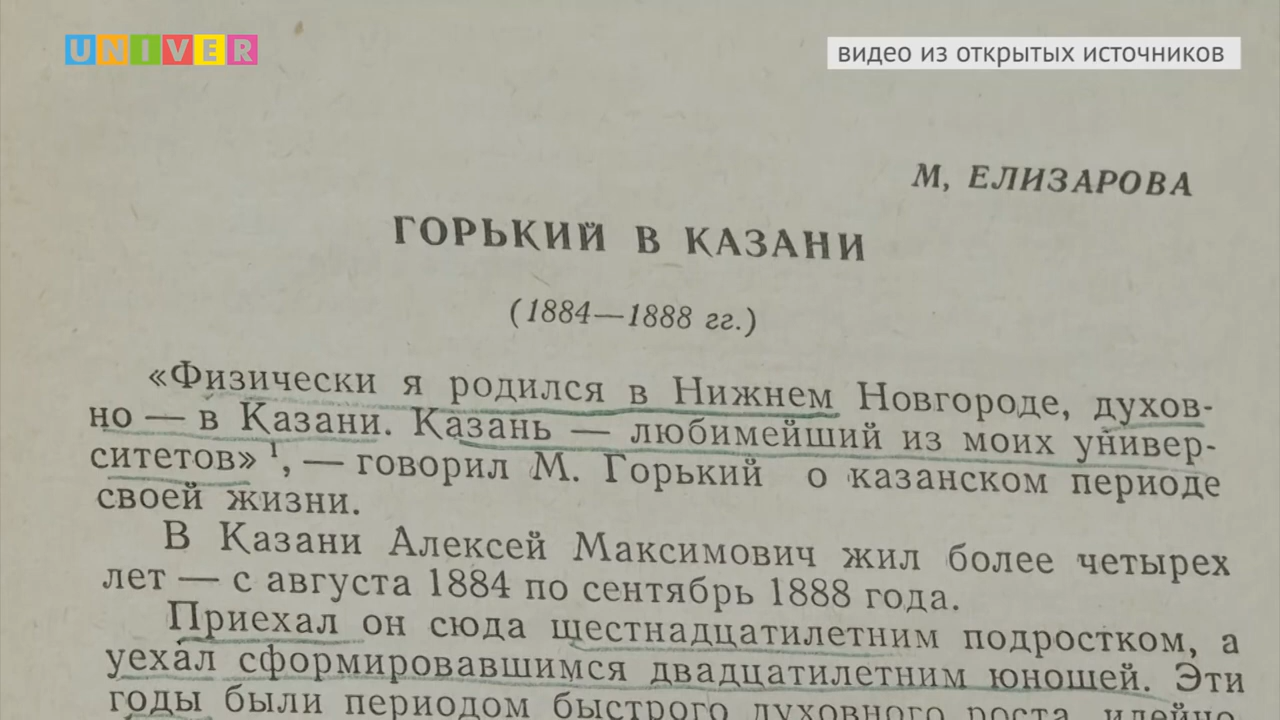 UNIVER
видео из открытых источников
М, ЕЛИЗАРОВА
ГОРЬКИЙ В КАЗАНИ
(1884—1888 гг.)
«Физически я родился в Нижнем Новгороде, духов-
но — в Казани. Казань — любимейший из моих универ-
ситетов» ¹, — говорил М. Горький о казанском периоде
своей жизни.
В Казани Алексей Максимович жил более четырех
лет — с августа 1884 по сентябрь 1888 года.
Приехал он сюда шестнадцатилетним подростком, а
уехал сформировавшимся двадцатилетним юношей. Эти
годы были периодом быстрого духовного роста, идейно-